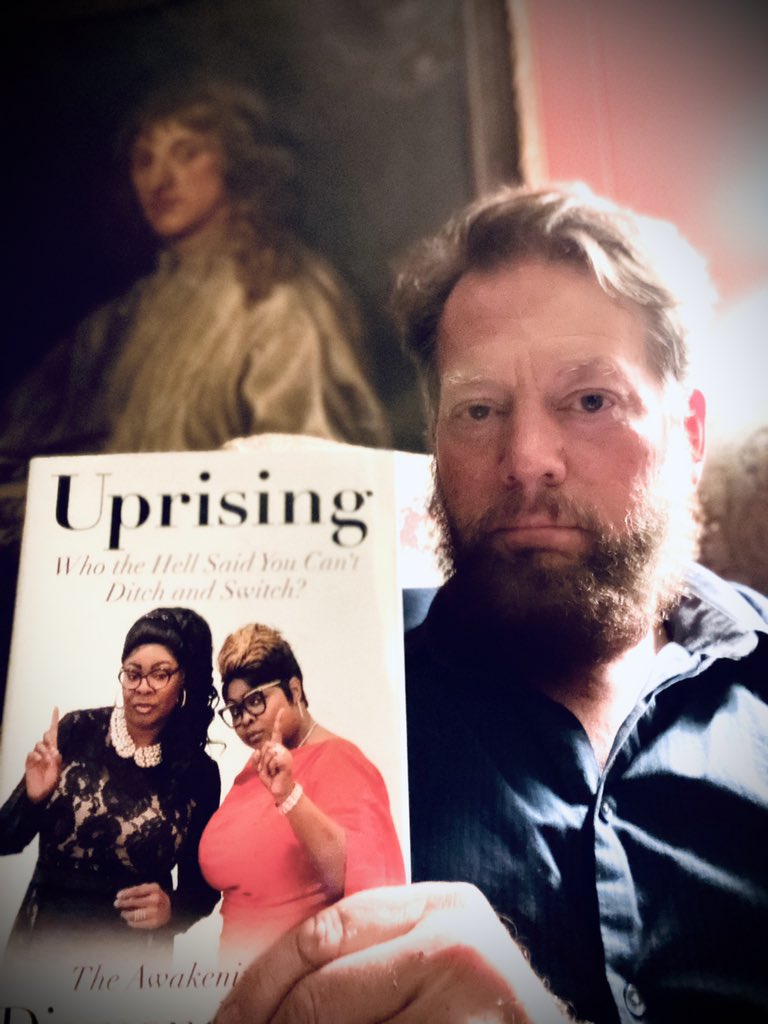 Uprising
Who the Hell Said You Can't
Ditch and Switch?
The Awakeni